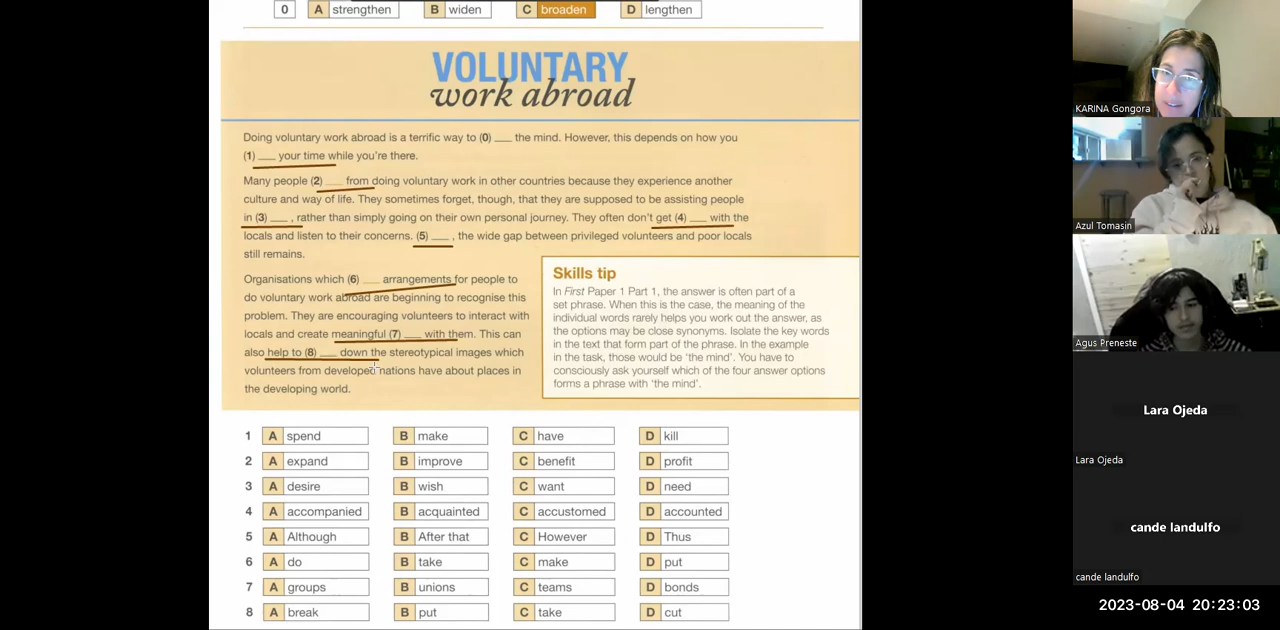 0 A strengthen B widen C broaden D lengthen
VOLUNTARY
work abroad
Doing voluntary work abroad is a terrific way to (0) ___ the mind. However, this depends on how you
(1) ___ your time while you're there.
Many people (2) ___ from doing voluntary work in other countries because they experience another
culture and way of life. They sometimes forget, though, that they are supposed to be assisting people
in (3) ___ , rather than simply going on their own personal journey. They often don't get (4) ___ with the
locals and listen to their concerns. (5) ___ , the wide gap between privileged volunteers and poor locals
still remains.
Organisations which (6) ___ arrangements for people to
do voluntary work abroad are beginning to recognise this
problem. They are encouraging volunteers to interact with
locals and create meaningful (7) ___ with them. This can
also help to (8) ___ down the stereotypical images which
volunteers from developed nations have about places in
the developing world.
Skills tip
In First Paper 1 Part 1, the answer is often part of a
set phrase. When this is the case, the meaning of the
individual words rarely helps you work out the answer, as
the options may be close synonyms. Isolate the key words
in the text that form part of the phrase. In the example
in the task, those would be 'the mind'. You have to
consciously ask yourself which of the four answer options
forms a phrase with 'the mind'.
1 A spend B make C have D kill
2 A expand B improve C benefit D profit
3 A desire B wish C want D need
4 A accompanied B acquainted C accustomed D accounted
5 A Although B After that C However D Thus
6 A do B take C make D put
7 A groups B unions C teams D bonds
8 A break B put C take D cut
KARINA Gongora
Azul Tomasin
Agus Preneste
Lara Ojeda
Lara Ojeda
cande landulfo
cande landulfo
2023-08-04 20:23:03